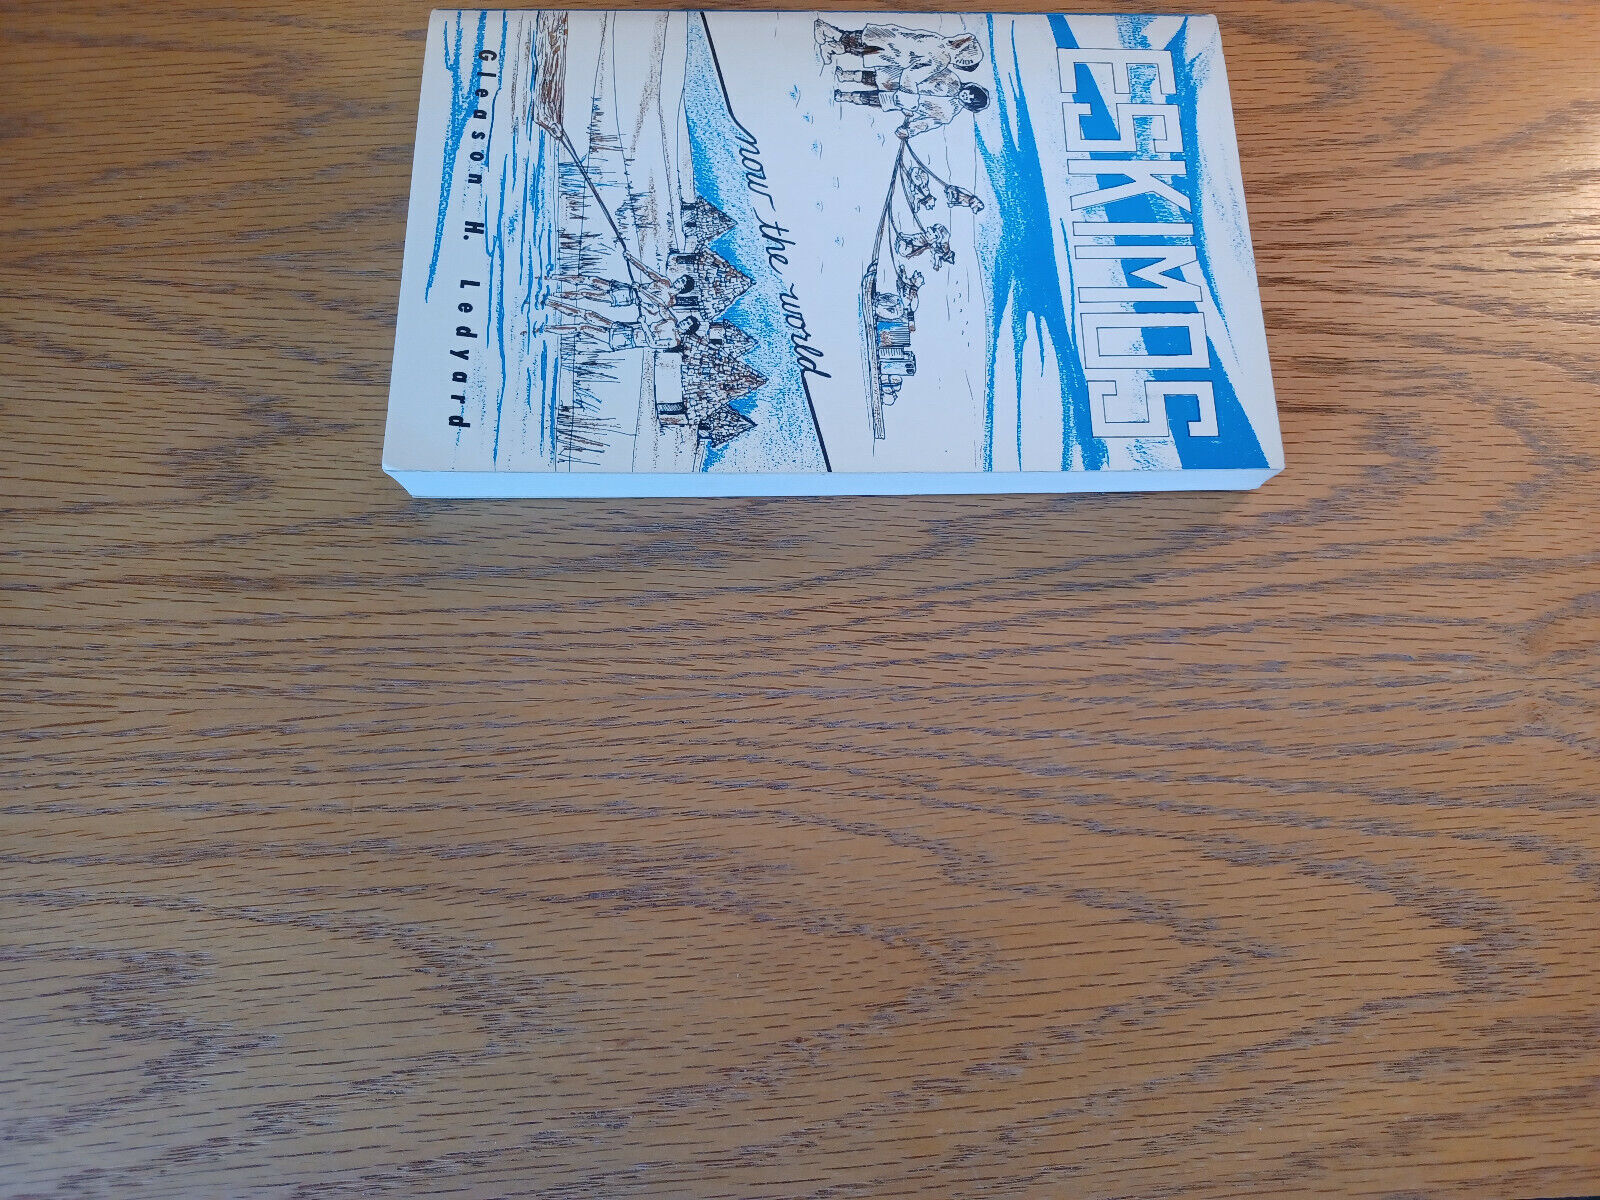 ESKIMOS
now the world
Gleason H. Ledyard